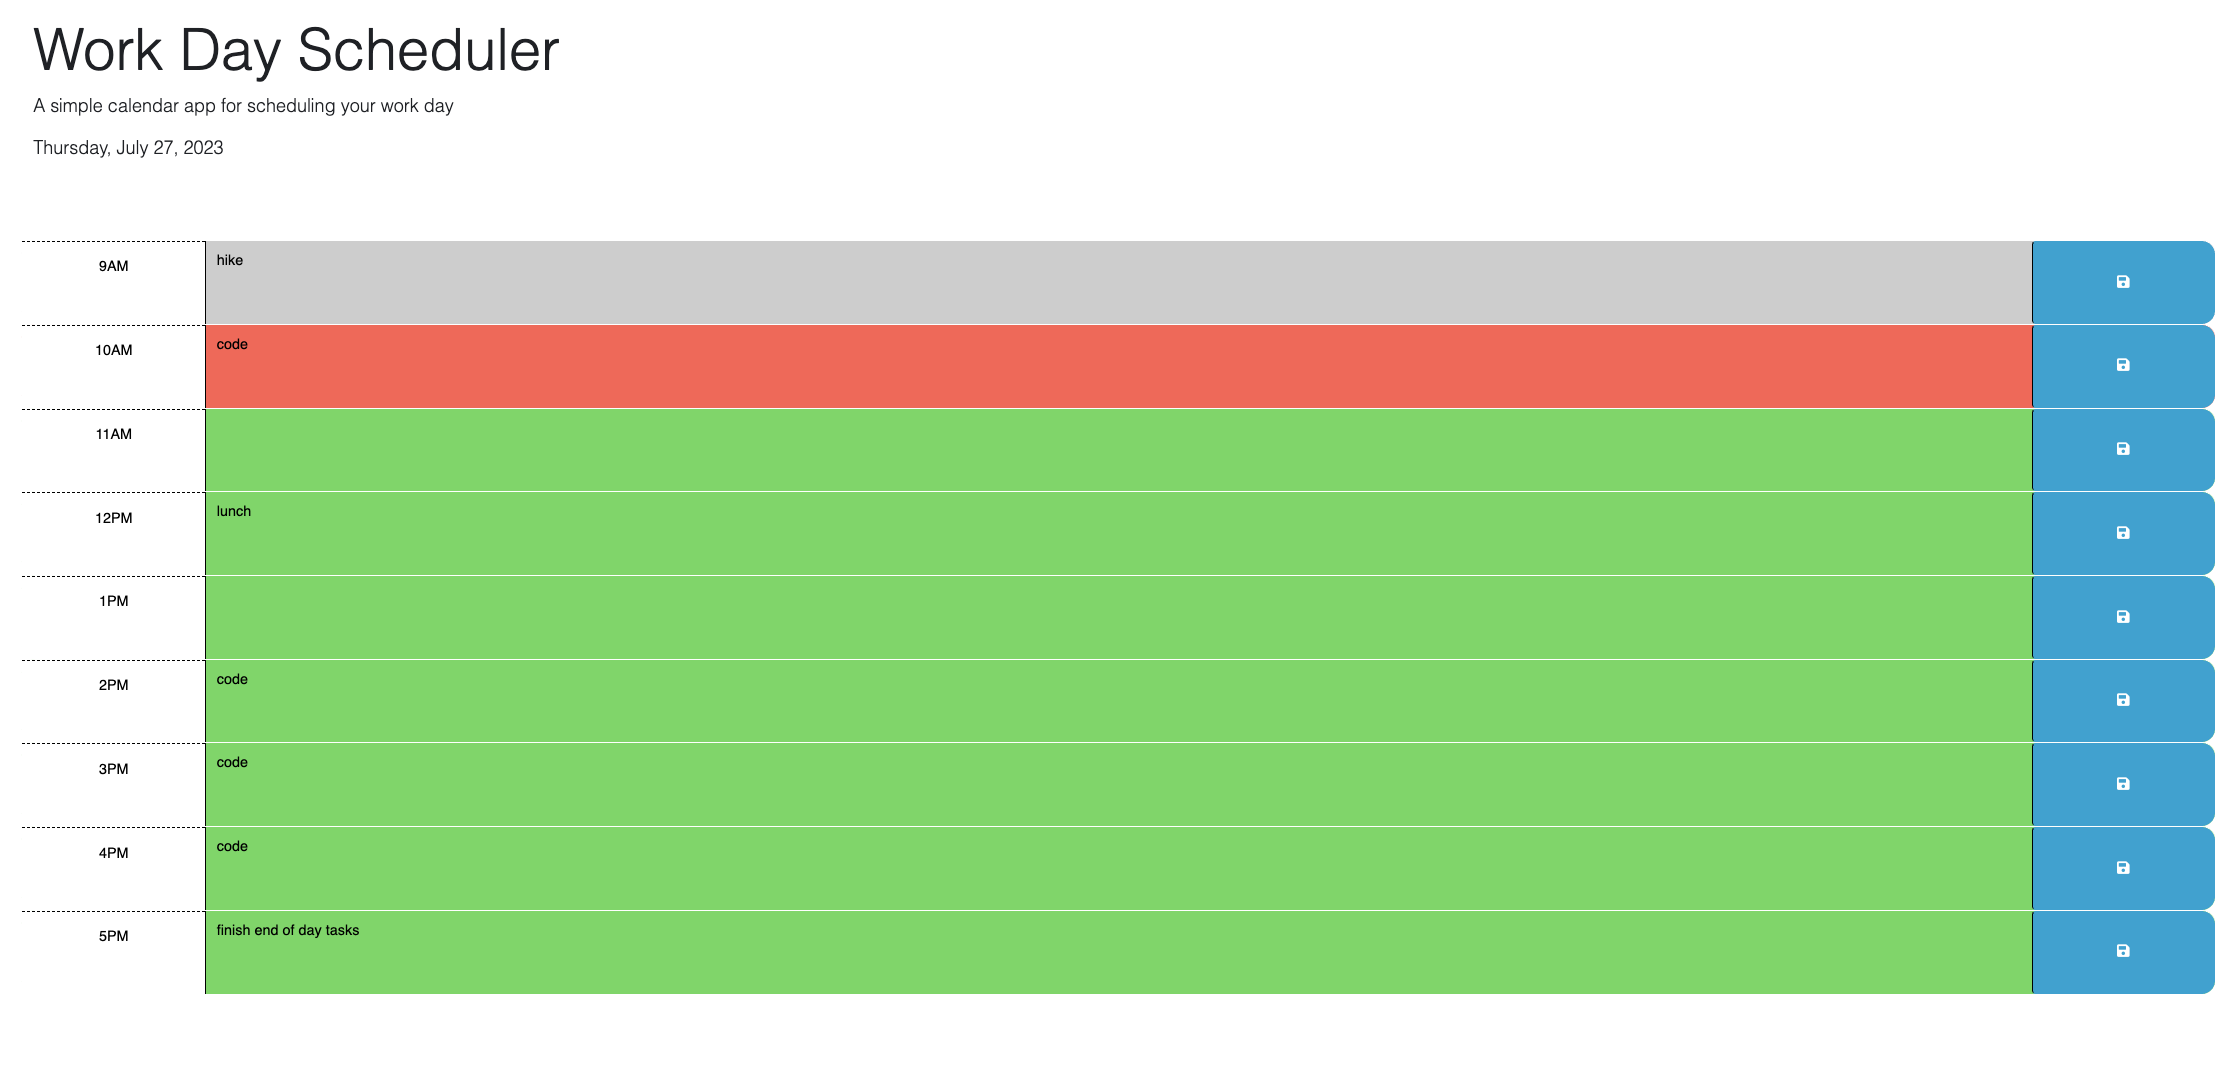 Work Day Scheduler
A simple calendar app for scheduling your work day
Thursday, July 27, 2023
9AM
hike
10AM
code
11AM
12PM
lunch
1PM
2PM
code
3PM
code
4PM
code
5PM
finish end of day tasks